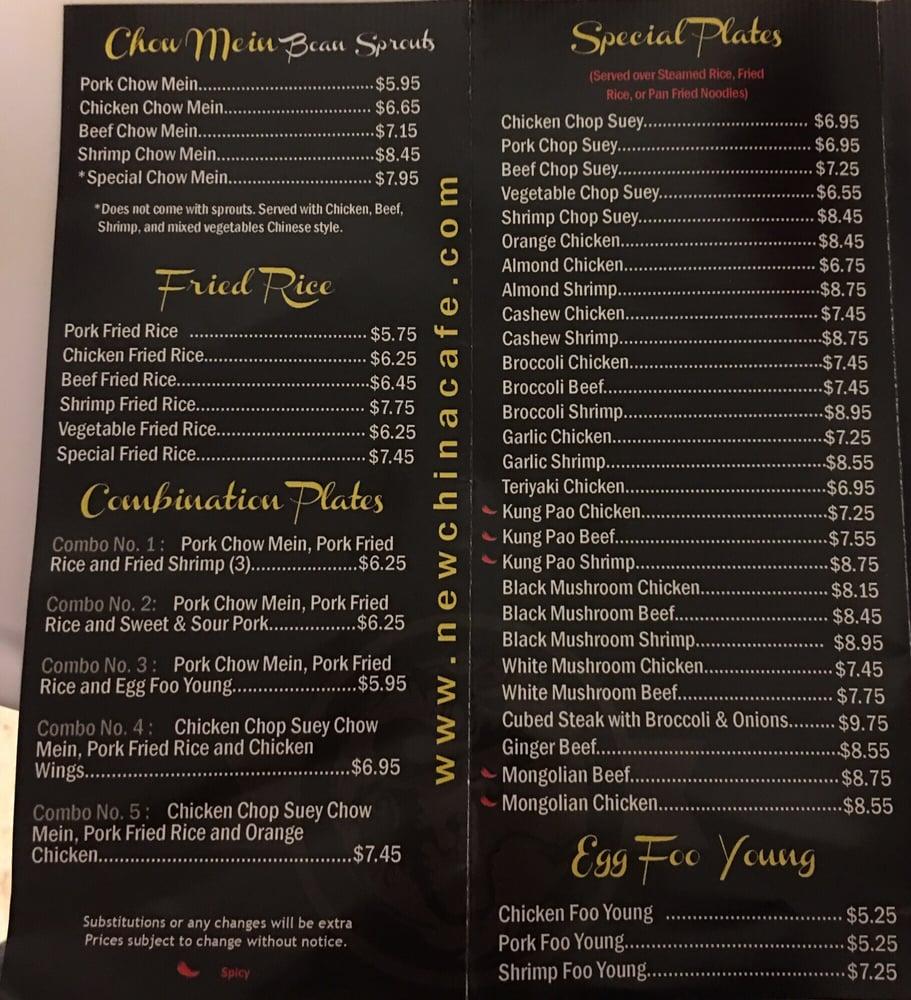 Chow Mein Bean Sprouts
Pork Chow Mein.....................................$5.95
Chicken Chow Mein...............................$6.65
Beef Chow Mein.....................................$7.15
Shrimp Chow Mein.................................$8.45
*Special Chow Mein...............................$7.95
*Does not come with sprouts. Served with Chicken, Beef,
Shrimp, and mixed vegetables Chinese style.
Fried Rice
Pork Fried Rice .....................................$5.75
Chicken Fried Rice..................................$6.25
Beef Fried Rice.......................................$6.45
Shrimp Fried Rice................................... $7.75
Vegetable Fried Rice...............................$6.25
Special Fried Rice................................... $7.45
Combination Plates
Combo No. 1 : Pork Chow Mein, Pork Fried
Rice and Fried Shrimp (3)......................$6.25
Combo No. 2: Pork Chow Mein, Pork Fried
Rice and Sweet & Sour Pork.................$6.25
Combo No. 3 : Pork Chow Mein, Pork Fried
Rice and Egg Foo Young.........................$5.95
Combo No. 4 : Chicken Chop Suey Chow
Mein, Pork Fried Rice and Chicken
Wings.....................................................$6.95
Combo No. 5 : Chicken Chop Suey Chow
Mein, Pork Fried Rice and Orange
Chicken...................................................$7.45
Substitutions or any changes will be extra
Prices subject to change without notice.
Spicy
www.newchinacafe.com
Special Plates
(Served over Steamed Rice, Fried
Rice, or Pan Fried Noodles)
Chicken Chop Suey.................................. $6.95
Pork Chop Suey........................................ $6.95
Beef Chop Suey........................................$7.25
Vegetable Chop Suey................................$6.55
Shrimp Chop Suey....................................$8.45
Orange Chicken........................................$8.45
Almond Chicken........................................$6.75
Almond Shrimp.........................................$8.75
Cashew Chicken........................................$7.45
Cashew Shrimp.........................................$8.75
Broccoli Chicken.......................................$7.45
Broccoli Beef............................................$7.45
Broccoli Shrimp........................................$8.95
Garlic Chicken...........................................$7.25
Garlic Shrimp............................................$8.55
Teriyaki Chicken........................................$6.95
Kung Pao Chicken.....................................$7.25
Kung Pao Beef...........................................$7.55
Kung Pao Shrimp.......................................$8.75
Black Mushroom Chicken..........................$8.15
Black Mushroom Beef...............................$8.45
Black Mushroom Shrimp........................... $8.95
White Mushroom Chicken..........................$7.45
White Mushroom Beef...............................$7.75
Cubed Steak with Broccoli & Onions........$9.75
Ginger Beef...............................................$8.55
Mongolian Beef.........................................$8.75
Mongolian Chicken....................................$8.55
Egg Foo Young
Chicken Foo Young ................................... $5.25
Pork Foo Young..........................................$5.25
Shrimp Foo Young.......................................$7.25